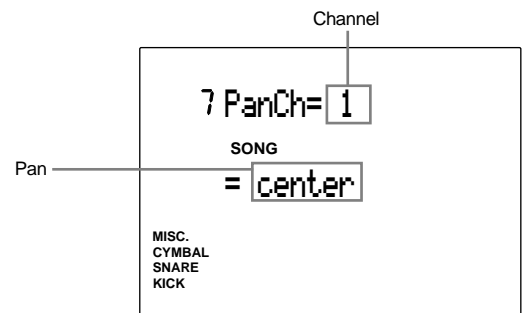 Channel
7 PanCh= 1
SONG
Pan
= center
MISC.
CYMBAL
SNARE
KICK